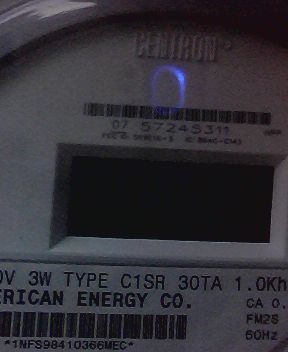 CENTRON
07 57245311
0V 3W TYPE C1SR 30TA 1.0Kh
ERICAN ENERGY CO.
CA 0.
FM2S
60Hz
*1NFS98410366MEC*